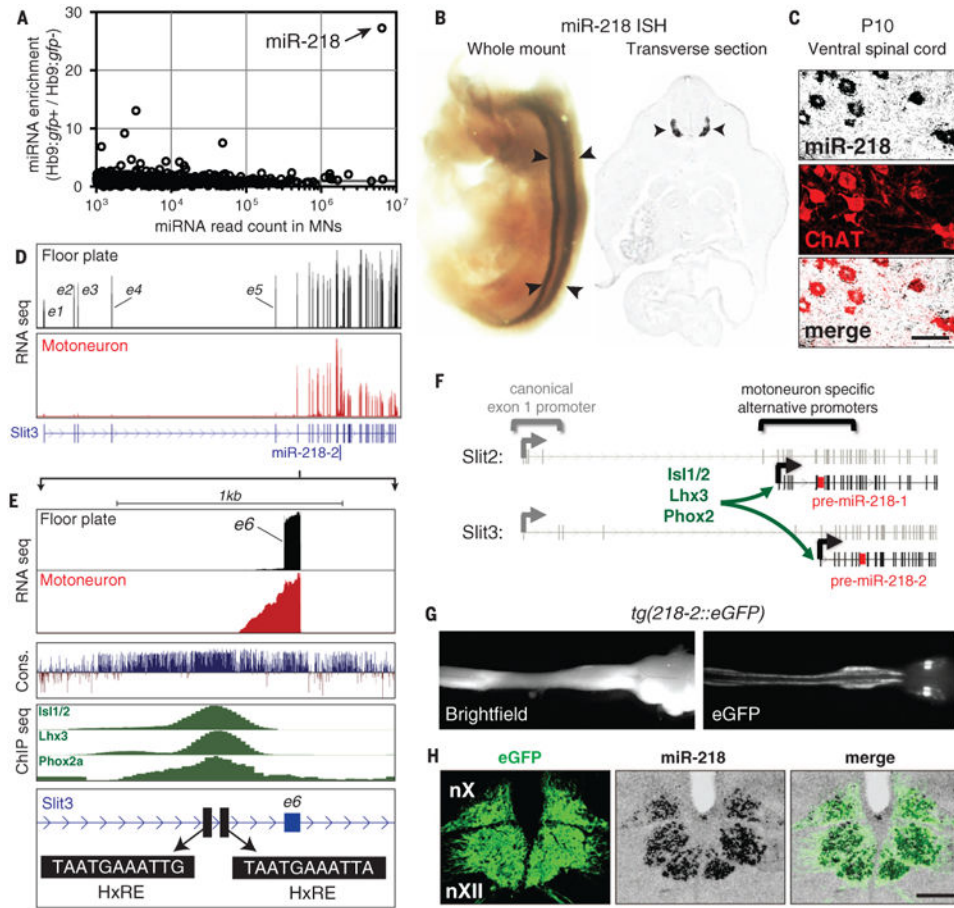 A
miRNA enrichment
(Hb9:gfp+ / Hb9:gfp-)
30
20
10
0
miR-218
10³ 10⁴ 10⁵ 10⁶ 10⁷
miRNA read count in MNs
B
miR-218 ISH
Whole mount
Transverse section
C
P10
Ventral spinal cord
miR-218
ChAT
merge
D
RNA seq
Floor plate
e1
e2
e3
e4
e5
Motoneuron
Slit3
miR-218-2
E
1kb
RNA seq
Floor plate
e6
Motoneuron
Cons.
ChIP seq
Isl1/2
Lhx3
Phox2a
Slit3
e6
TAATGAAATTG
HxRE
TAATGAAATTA
HxRE
F
canonical
exon 1 promoter
motoneuron specific
alternative promoters
Slit2:
Isl1/2
Lhx3
Phox2
pre-miR-218-1
Slit3:
pre-miR-218-2
G
tg(218-2::eGFP)
Brightfield
eGFP
H
eGFP
miR-218
merge
nX
nXII